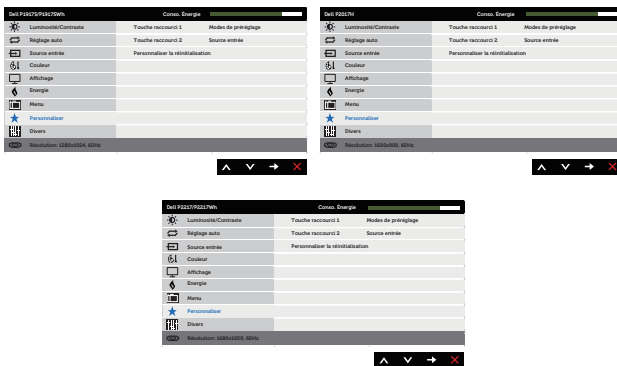 Dell P1917S/P1917SWh Conso. Énergie
Luminosité/Contraste Touche raccourci 1 Modes de préréglage
Réglage auto Touche raccourci 2 Source entrée
Source entrée Personnaliser la réinitialisation
Couleur
Affichage
Energie
Menu
Personnaliser
Divers
Résolution: 1280x1024, 60Hz
Dell P2017H Conso. Énergie
Luminosité/Contraste Touche raccourci 1 Modes de préréglage
Réglage auto Touche raccourci 2 Source entrée
Source entrée Personnaliser la réinitialisation
Couleur
Affichage
Energie
Menu
Personnaliser
Divers
Résolution: 1600x900, 60Hz
Dell P2217/P2217Wh Conso. Énergie
Luminosité/Contraste Touche raccourci 1 Modes de préréglage
Réglage auto Touche raccourci 2 Source entrée
Source entrée Personnaliser la réinitialisation
Couleur
Affichage
Energie
Menu
Personnaliser
Divers
Résolution: 1680x1050, 60Hz